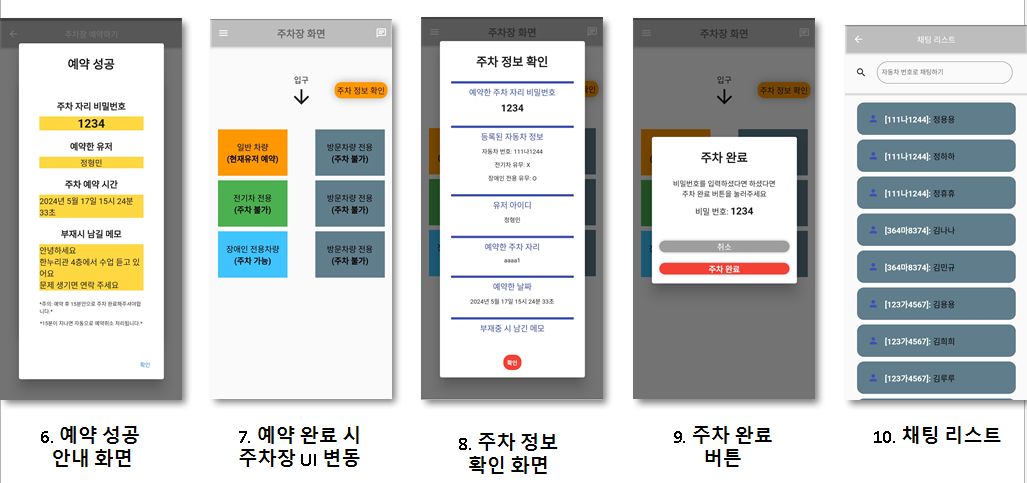 주차장 예약하기
예약 성공
주차 자리 비밀번호
1234
예약한 유저
정형민
주차 예약 시간
2024년 5월 17일 15시 24분
33초
부재시 남길 메모
안녕하세요
한누리관 4층에서 수업 듣고 있
어요
문제 생기면 연락 주세요
*주의: 예약 후 15분안으로 주차 완료해주셔야합
니다.*
*15분이 지나면 자동으로 예약취소 처리됩니다.*
확인
6. 예약 성공
안내 화면
주차장 화면
입구
주차 정보 확인
일반 차량
(현재유저 예약)
방문차량 전용
(주차 불가)
전기차 전용
(주차 불가)
방문차량 전용
(주차 불가)
장애인 전용차량
(주차 가능)
방문차량 전용
(주차 불가)
7. 예약 완료 시
주차장 UI 변동
주차장 화면
확인
주차 정보 확인
예약한 주차 자리 비밀번호
1234
등록된 자동차 정보
자동차 번호: 111나1244
전기차 유무: X
장애인 전용 유무: O
유저 아이디
정형민
예약한 주차 자리
aaaa1
예약한 날짜
2024년 5월 17일 15시 24분 33초
부재중 시 남긴 메모
확인
8. 주차 정보
확인 화면
주차장 화면
입구
주차 정보 확인
주차 완료
비밀번호를 입력하셨다면 하셨다면
주차 완료 버튼을 눌러주세요
비밀 번호: 1234
취소
주차 완료
9. 주차 완료
버튼
채팅 리스트
자동차 번호로 채팅하기
[111나1244]: 정용용
[111나1244]: 정하하
[111나1244]: 정휴휴
[364마8374]: 김나나
[364마8374]: 김민규
[123가4567]: 김용용
[123가4567]: 김희희
[123가4567]: 김루루
10. 채팅 리스트